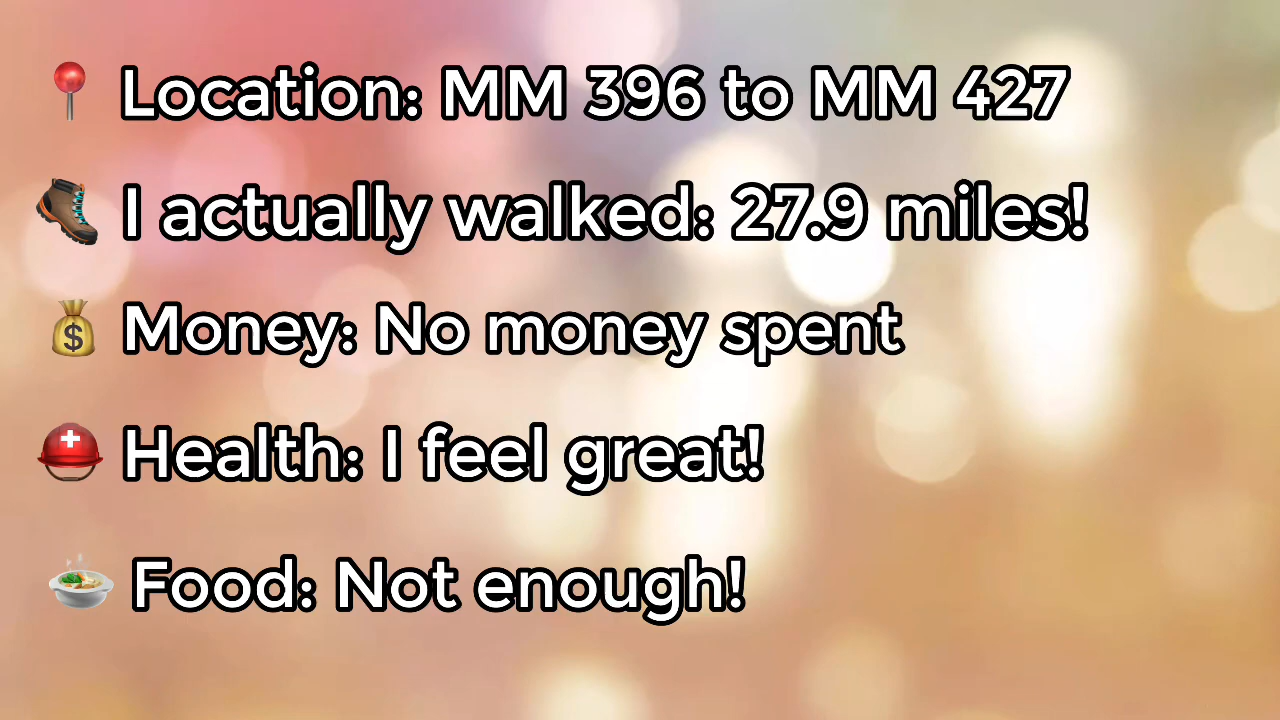 Location: MM 396 to MM 427
I actually walked: 27.9 miles!
Money: No money spent
Health: I feel great!
Food: Not enough!